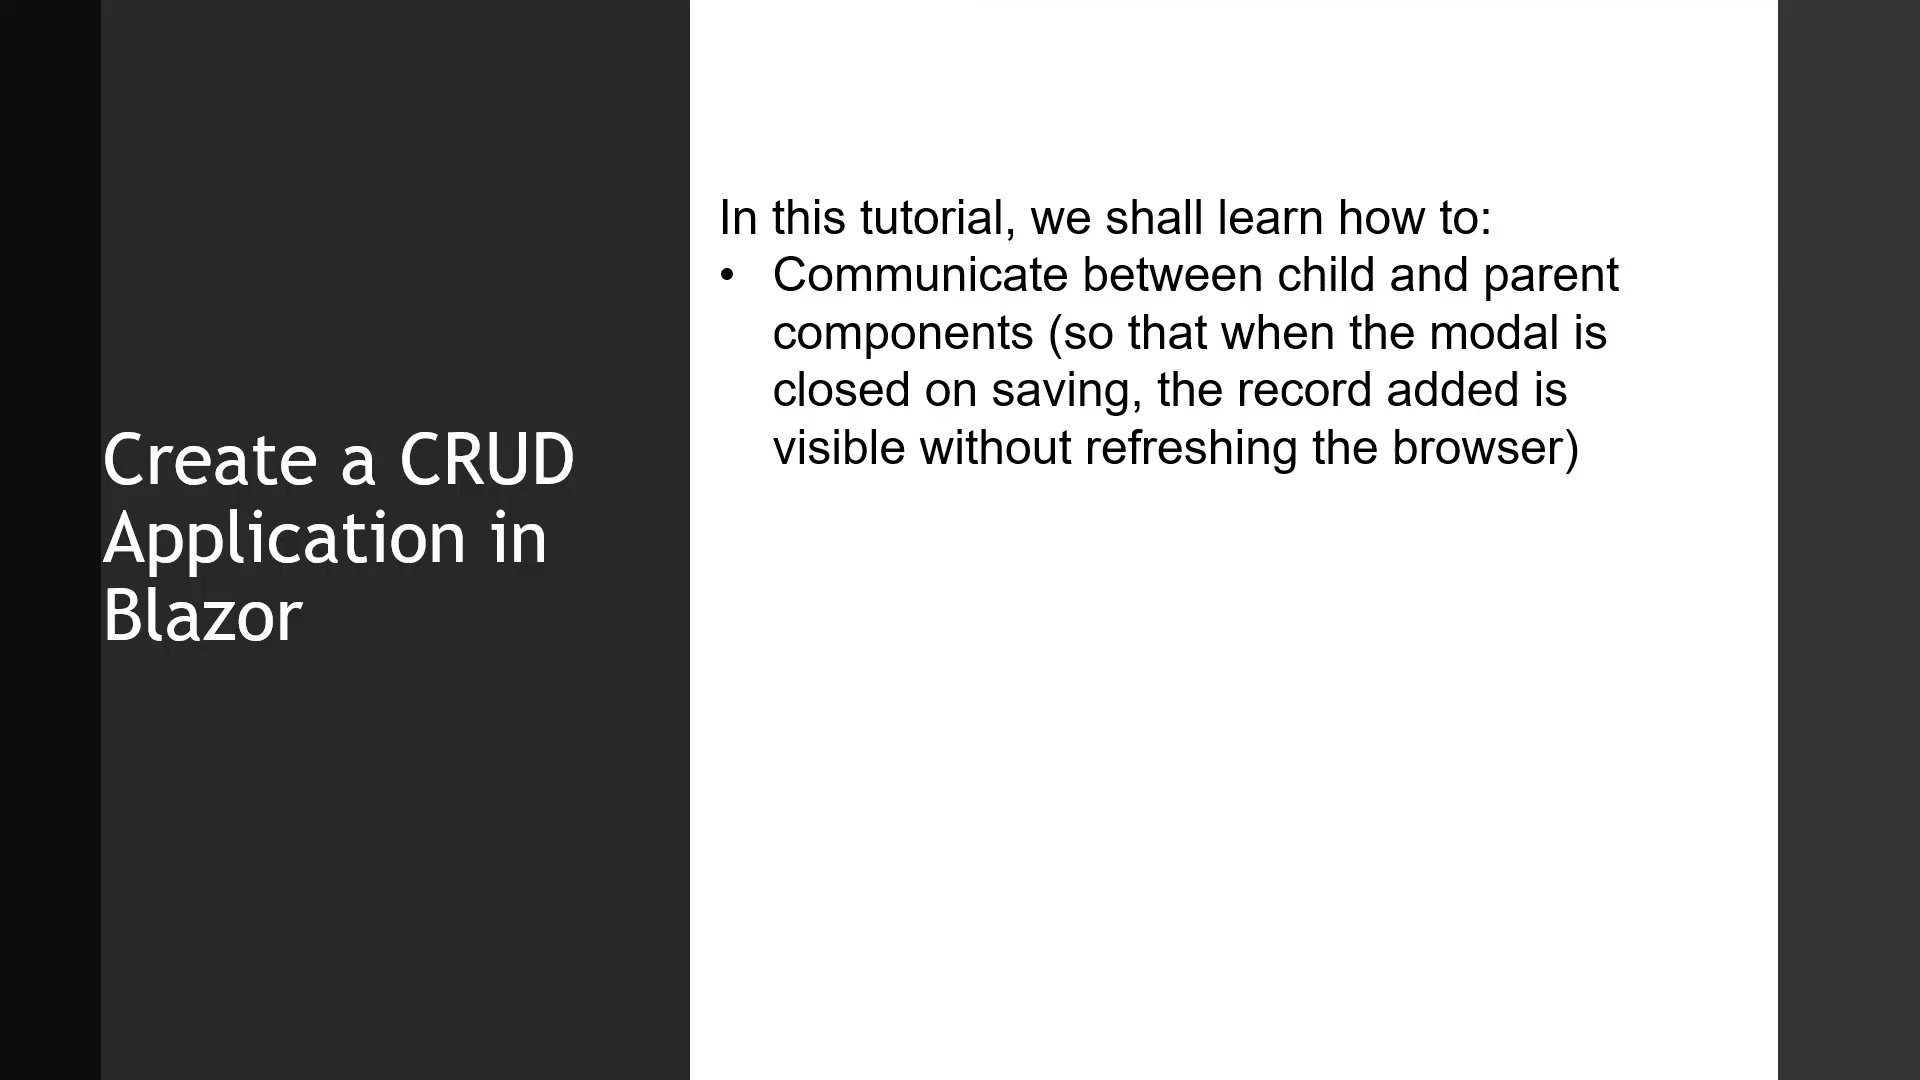 Create a CRUD
Application in
Blazor
In this tutorial, we shall learn how to:
• Communicate between child and parent
components (so that when the modal is
closed on saving, the record added is
visible without refreshing the browser)